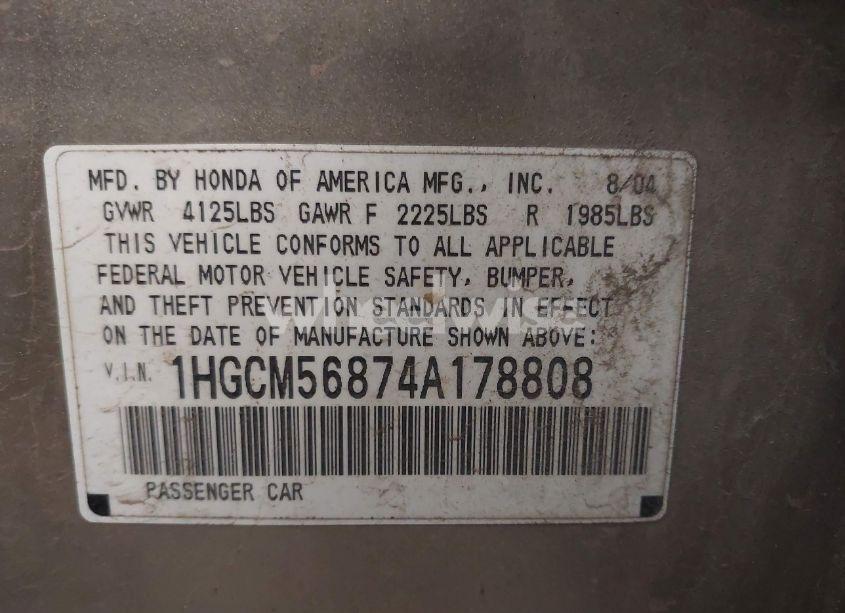 MFD. BY HONDA OF AMERICA MFG., INC. 8/04
GVWR 4125LBS GAWR F 2225LBS R 1985LBS
THIS VEHICLE CONFORMS TO ALL APPLICABLE
FEDERAL MOTOR VEHICLE SAFETY, BUMPER,
AND THEFT PREVENTION STANDARDS IN EFFECT
ON THE DATE OF MANUFACTURE SHOWN ABOVE:
V.I.N. 1HGCM56874A178808
PASSENGER CAR